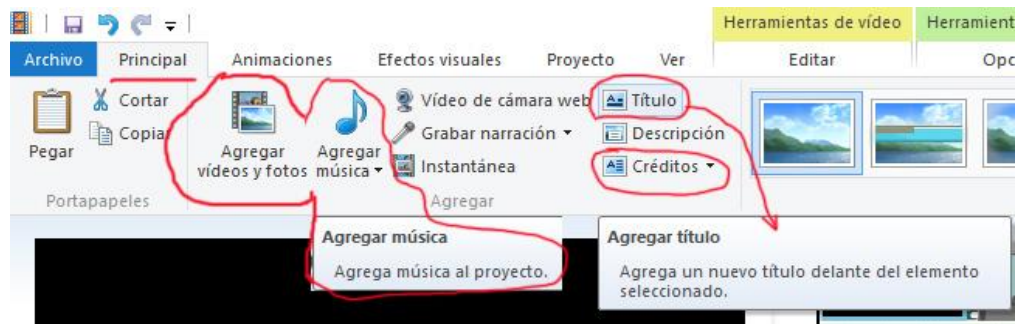 Herramientas de vídeo Herramient
Archivo Principal Animaciones Efectos visuales Proyecto Ver Editar Opc
Pegar
Cortar
Copiar
Portapapeles
Agregar
vídeos y fotos
Agregar
música
Vídeo de cámara web
Grabar narración
Instantánea
Título
Descripción
Créditos
Agregar
Agregar música
Agrega música al proyecto.
Agregar título
Agrega un nuevo título delante del elemento
seleccionado.